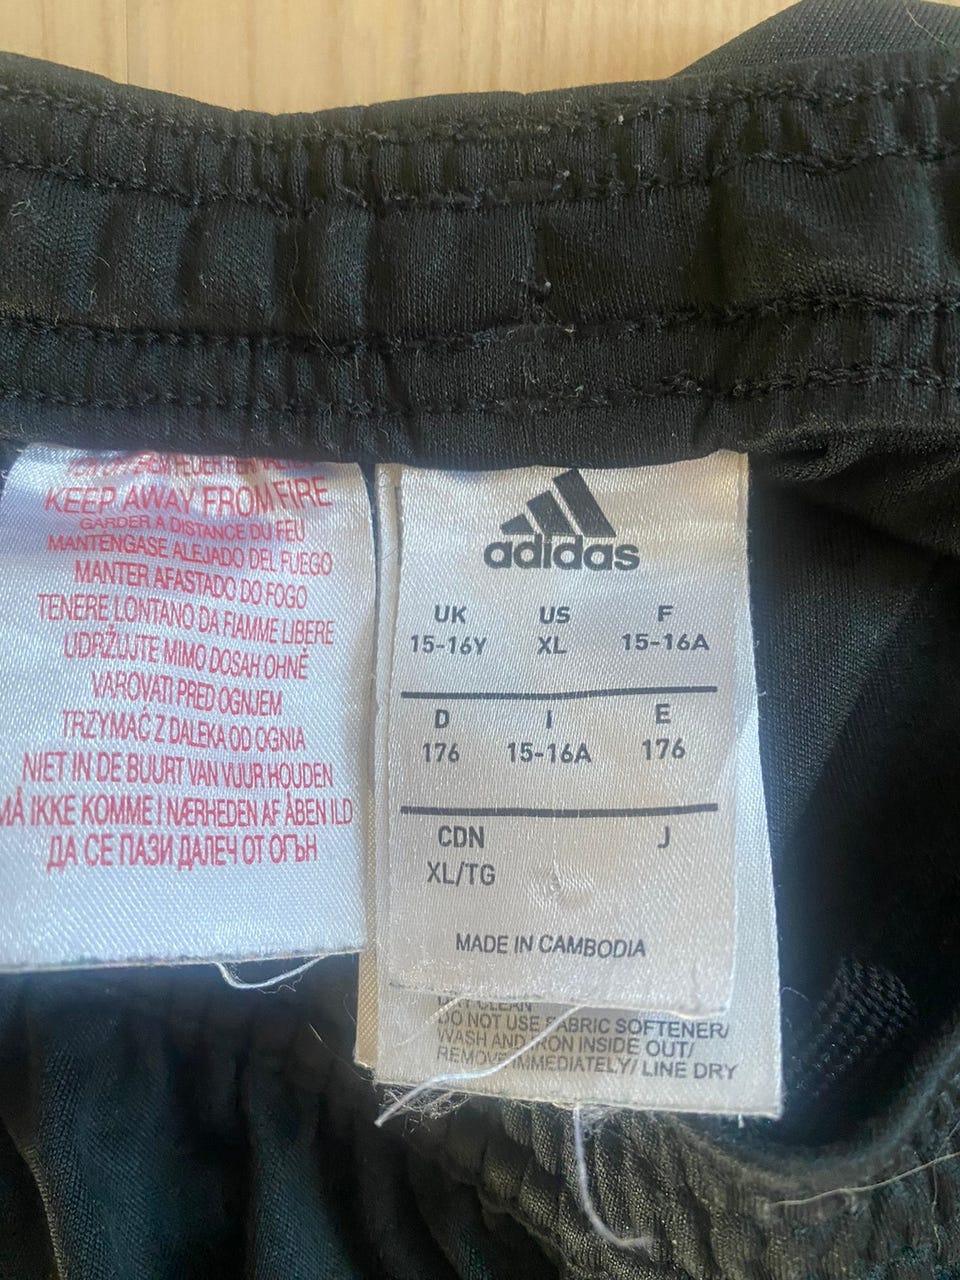 KEEP AWAY FROM FIRE
GARDER A DISTANCE DU FEU
MANTENGASE ALEJADO DEL FUEGO
MANTER AFASTADO DO FOGO
TENERE LONTANO DA FIAMME LIBERE
UDRŽUJTE MIMO DOSAH OHNĚ
VAROVATI PRED OGNJEM
TRZYMAĆ Z DALEKA OD OGNIA
NIET IN DE BUURT VAN VUUR HOUDEN
MÅ IKKE KOMME I NÆRHEDEN AF ÅBEN ILD
ДА СЕ ПАЗИ ДАЛЕЧ ОТ ОГЪН
adidas
UK US F
15-16Y XL 15-16A
D I E
176 15-16A 176
CDN J
XL/TG
MADE IN CAMBODIA
DRY CLEAN
DO NOT USE FABRIC SOFTENER/
WASH AND IRON INSIDE OUT/
REMOVE IMMEDIATELY/ LINE DRY